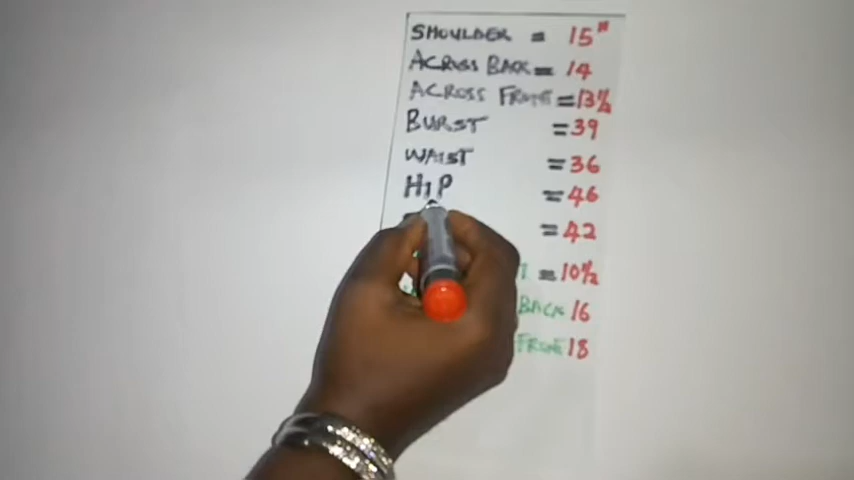 SHOULDER = 15"
ACROSS BACK = 14
ACROSS FRONT = 13½
BURST = 39
WAIST = 36
HIP = 46
= 42
= 10½
BACK 16
FRONT 18